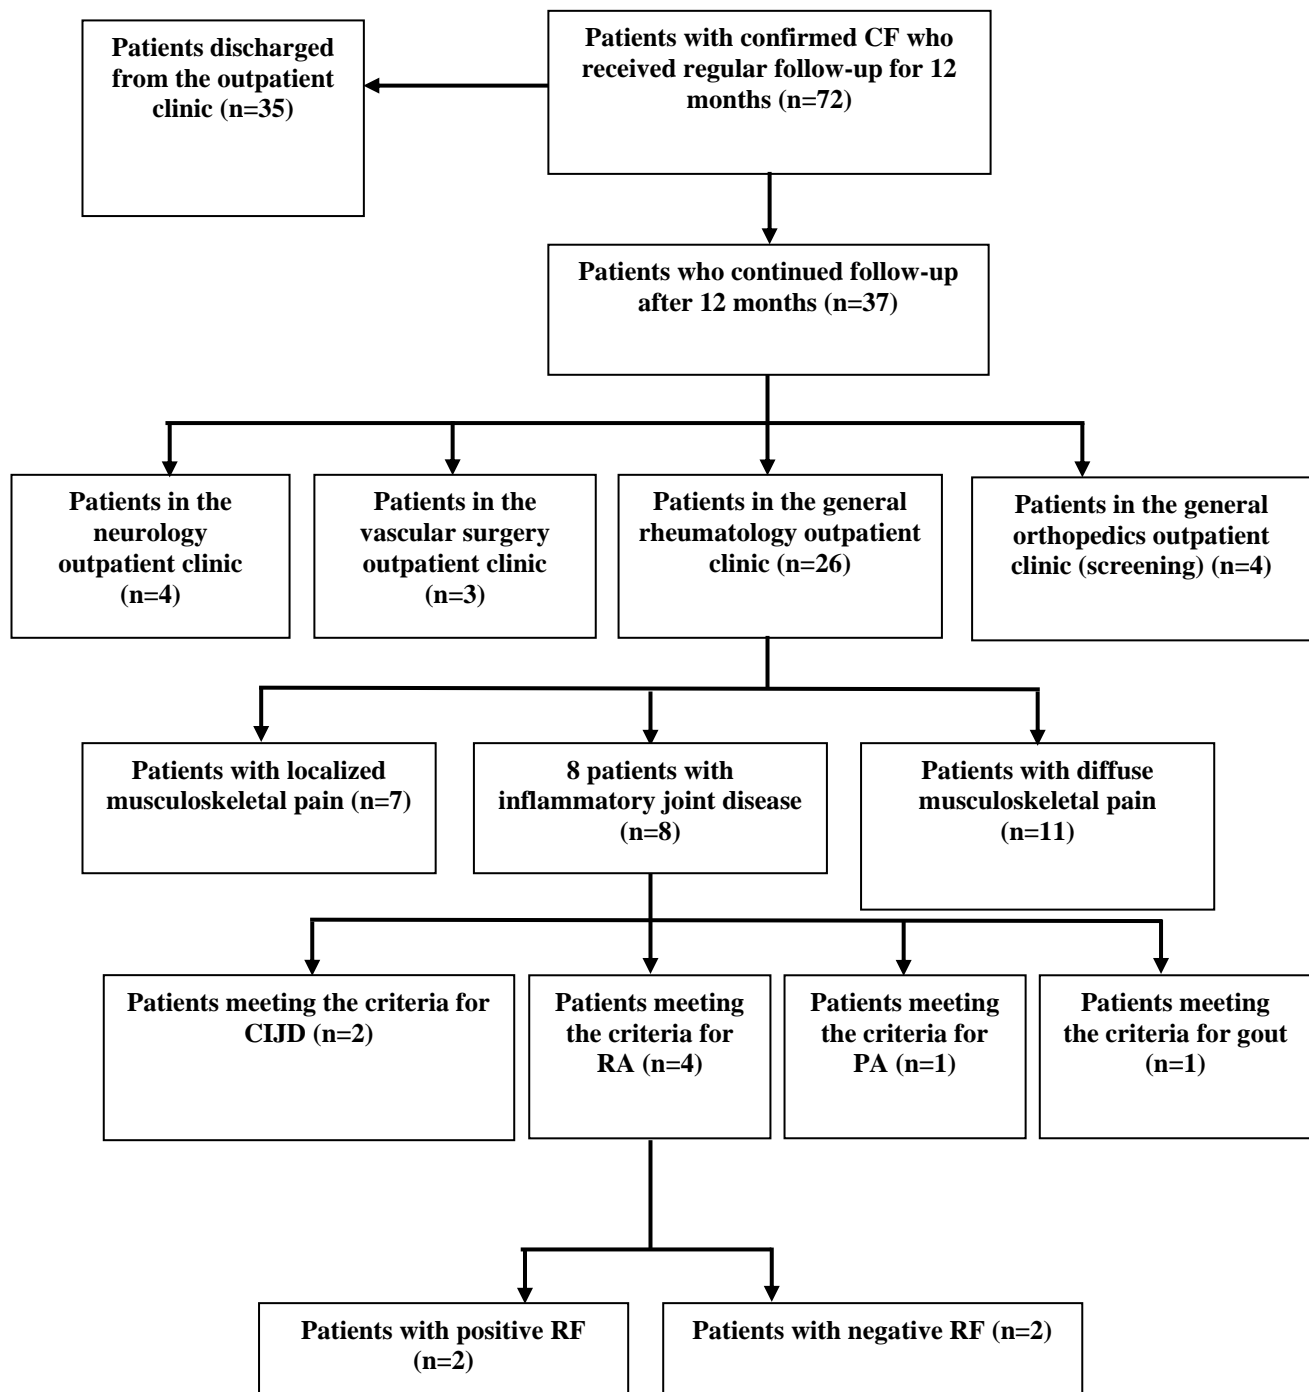 Patients discharged
from the outpatient
clinic (n=35)
Patients with confirmed CF who
received regular follow-up for 12
months (n=72)
Patients who continued follow-up
after 12 months (n=37)
Patients in the
neurology
outpatient clinic
(n=4)
Patients in the
vascular surgery
outpatient clinic
(n=3)
Patients in the general
rheumatology outpatient
clinic (n=26)
Patients in the general
orthopedics outpatient
clinic (screening) (n=4)
Patients with localized
musculoskeletal pain (n=7)
8 patients with
inflammatory joint disease
(n=8)
Patients with diffuse
musculoskeletal pain
(n=11)
Patients meeting the criteria for
CIJD (n=2)
Patients meeting
the criteria for
RA (n=4)
Patients meeting
the criteria for
PA (n=1)
Patients meeting
the criteria for gout
(n=1)
Patients with positive RF
(n=2)
Patients with negative RF (n=2)